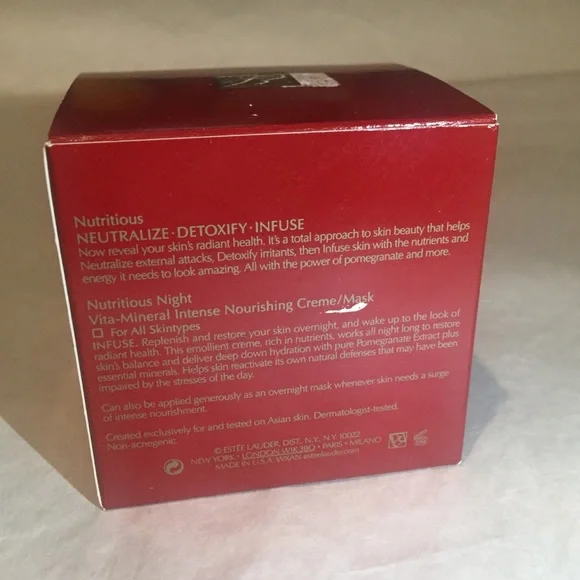 Nutritious
NEUTRALIZE · DETOXIFY · INFUSE
Now reveal your skin's radiant health. It's a total approach to skin beauty that helps
Neutralize external attacks, Detoxify irritants, then Infuse skin with the nutrients and
energy it needs to look amazing. All with the power of pomegranate and more.
Nutritious Night
Vita-Mineral Intense Nourishing Creme/Mask
☐ For All Skintypes
INFUSE. Replenish and restore your skin overnight, and wake up to the look of
radiant health. This emollient creme, rich in nutrients, works all night long to restore
skin's balance and deliver deep down hydration with pure Pomegranate Extract plus
essential minerals. Helps skin reactivate its own natural defenses that may have been
impaired by the stresses of the day.
Can also be applied generously as an overnight mask whenever skin needs a surge
of intense nourishment.
Created exclusively for and tested on Asian skin. Dermatologist-tested.
Non-acnegenic.
© ESTĒE LAUDER, DIST., N.Y., N.Y. 10022
NEW YORK · LONDON W1K 3BQ · PARIS · MILANO
MADE IN U.S.A. WXAN esteelauder.com